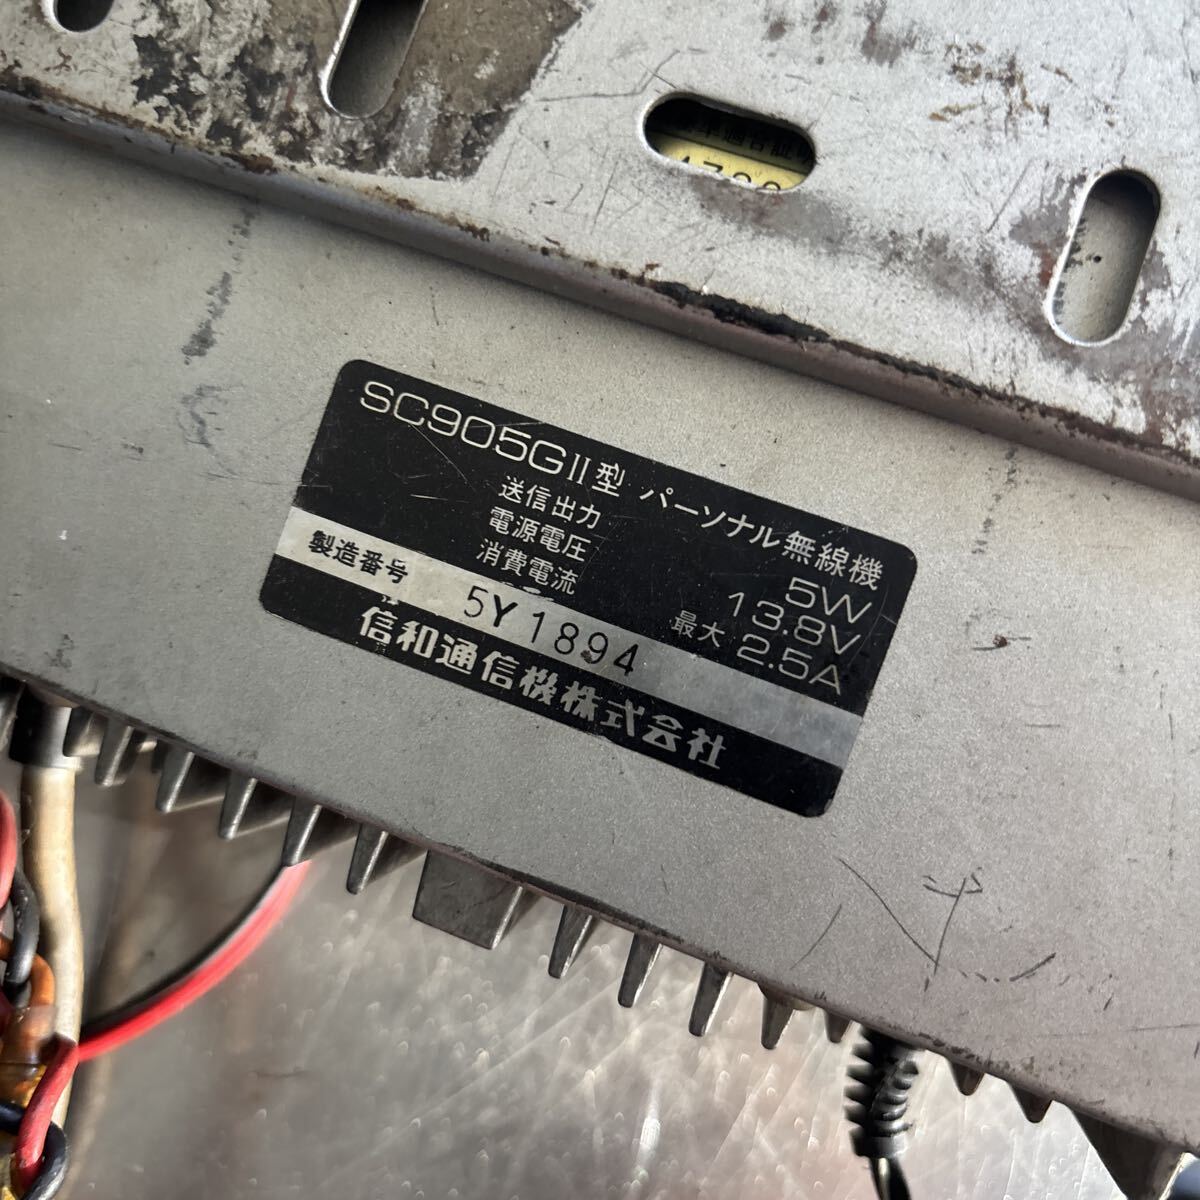 SC905GⅡ型 パーソナル無線機
送信出力 5W
電源電圧 13.8V
消費電流 最大 2.5A
製造番号 5Y1894
信和通信機株式会社